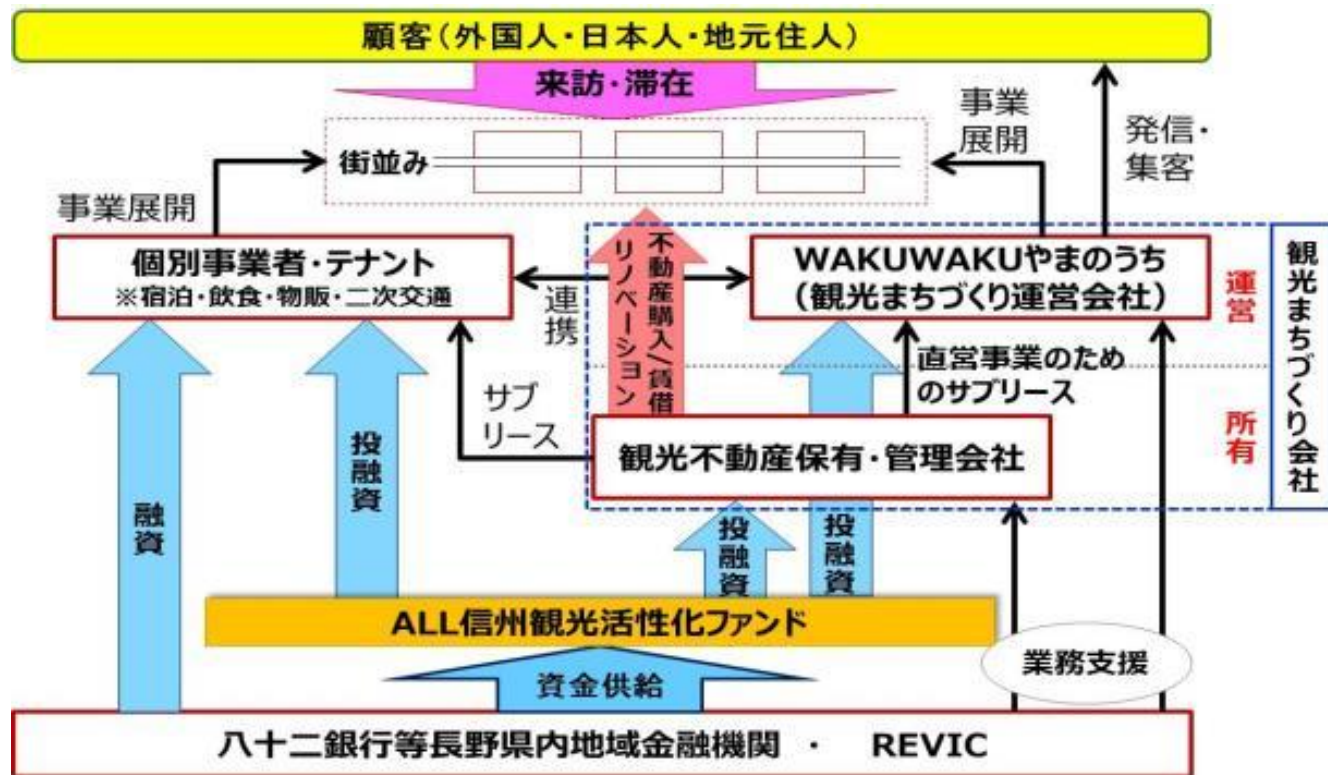 顧客（外国人・日本人・地元住人）
来訪・滞在
事業
展開
発信・
集客
街並み
事業展開
個別事業者・テナント
※宿泊・飲食・物販・二次交通
連携
不動産購入/賃借
リノベーション
WAKUWAKUやまのうち
（観光まちづくり運営会社）
運営
観光まちづくり会社
直営事業のため
のサブリース
サブ
リース
所有
観光不動産保有・管理会社
融資
投融資
投融資
投融資
ALL信州観光活性化ファンド
業務支援
資金供給
八十二銀行等長野県内地域金融機関 ・ REVIC